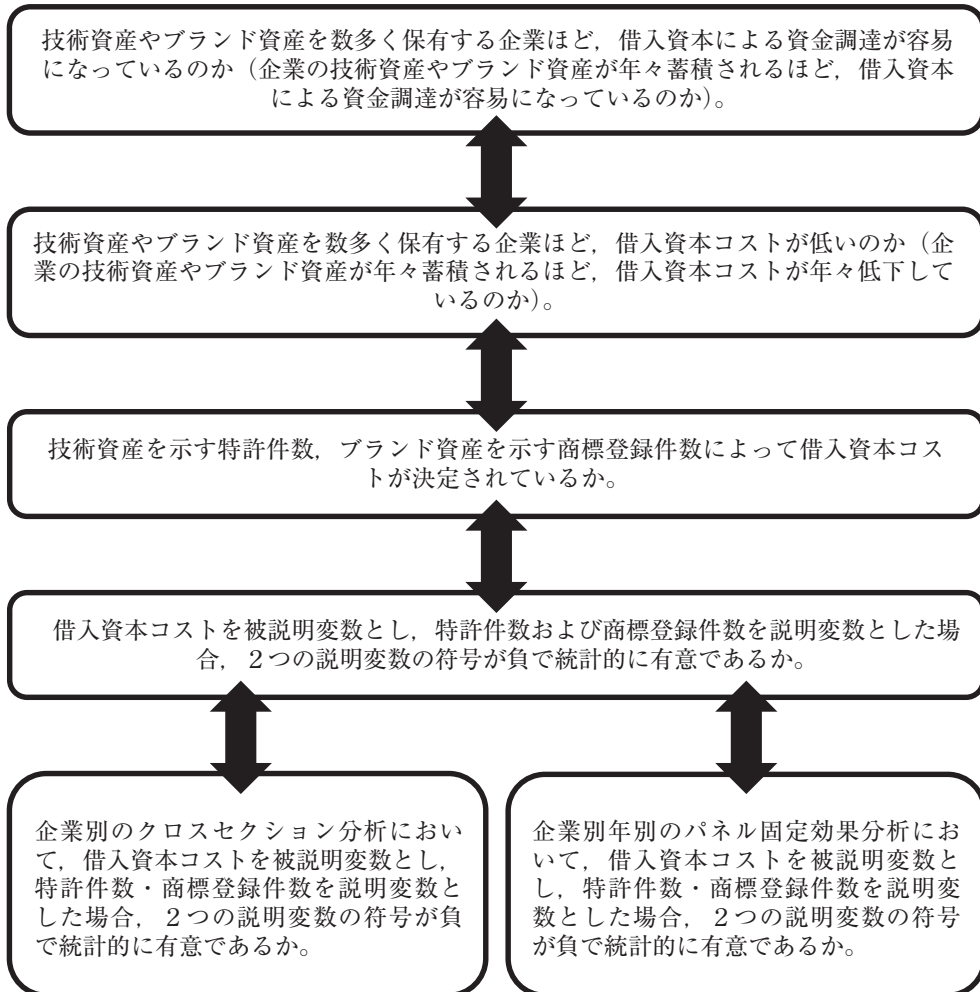 技術資産やブランド資産を数多く保有する企業ほど，借入資本による資金調達が容易
になっているのか（企業の技術資産やブランド資産が年々蓄積されるほど，借入資本
による資金調達が容易になっているのか）。
技術資産やブランド資産を数多く保有する企業ほど，借入資本コストが低いのか（企
業の技術資産やブランド資産が年々蓄積されるほど，借入資本コストが年々低下して
いるのか）。
技術資産を示す特許件数，ブランド資産を示す商標登録件数によって借入資本コス
トが決定されているか。
借入資本コストを被説明変数とし，特許件数および商標登録件数を説明変数とした場
合，２つの説明変数の符号が負で統計的に有意であるか。
企業別のクロスセクション分析におい
て，借入資本コストを被説明変数とし，
特許件数・商標登録件数を説明変数と
した場合，２つの説明変数の符号が負
で統計的に有意であるか。
企業別年別のパネル固定効果分析にお
いて，借入資本コストを被説明変数と
し，特許件数・商標登録件数を説明変
数とした場合，２つの説明変数の符号
が負で統計的に有意であるか。